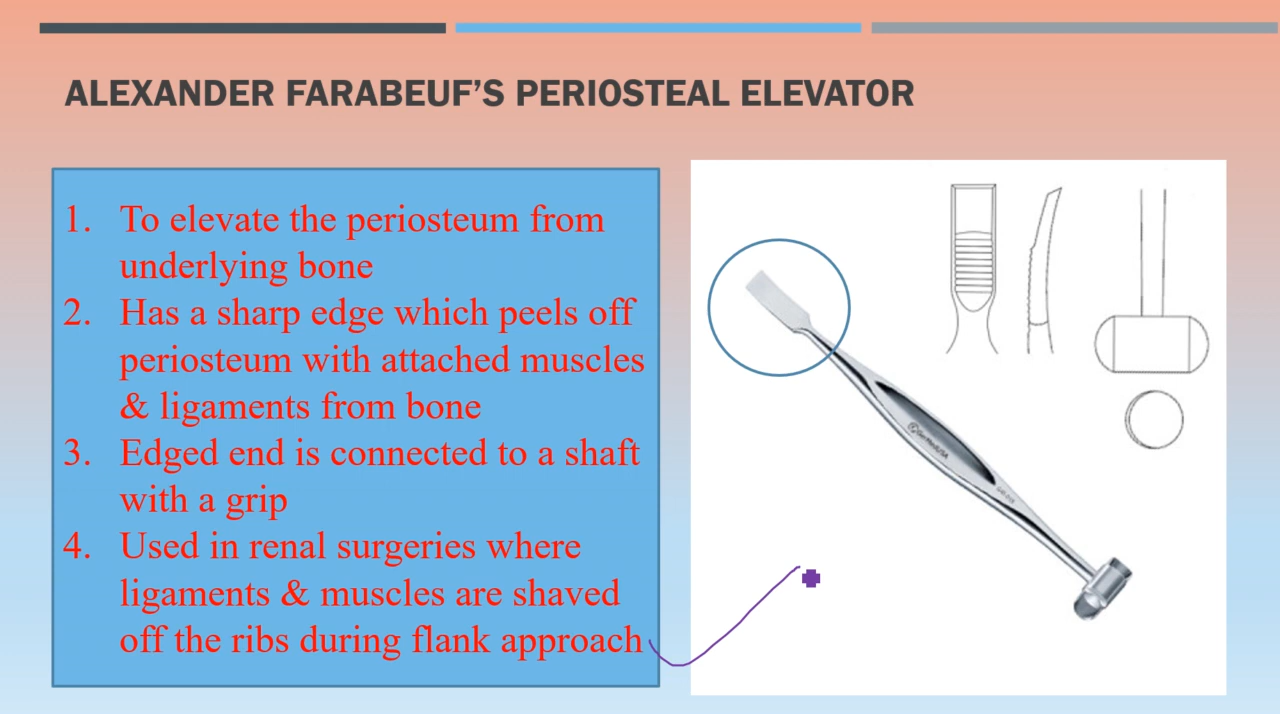 ALEXANDER FARABEUF’S PERIOSTEAL ELEVATOR
1. To elevate the periosteum from
underlying bone
2. Has a sharp edge which peels off
periosteum with attached muscles
& ligaments from bone
3. Edged end is connected to a shaft
with a grip
4. Used in renal surgeries where
ligaments & muscles are shaved
off the ribs during flank approach